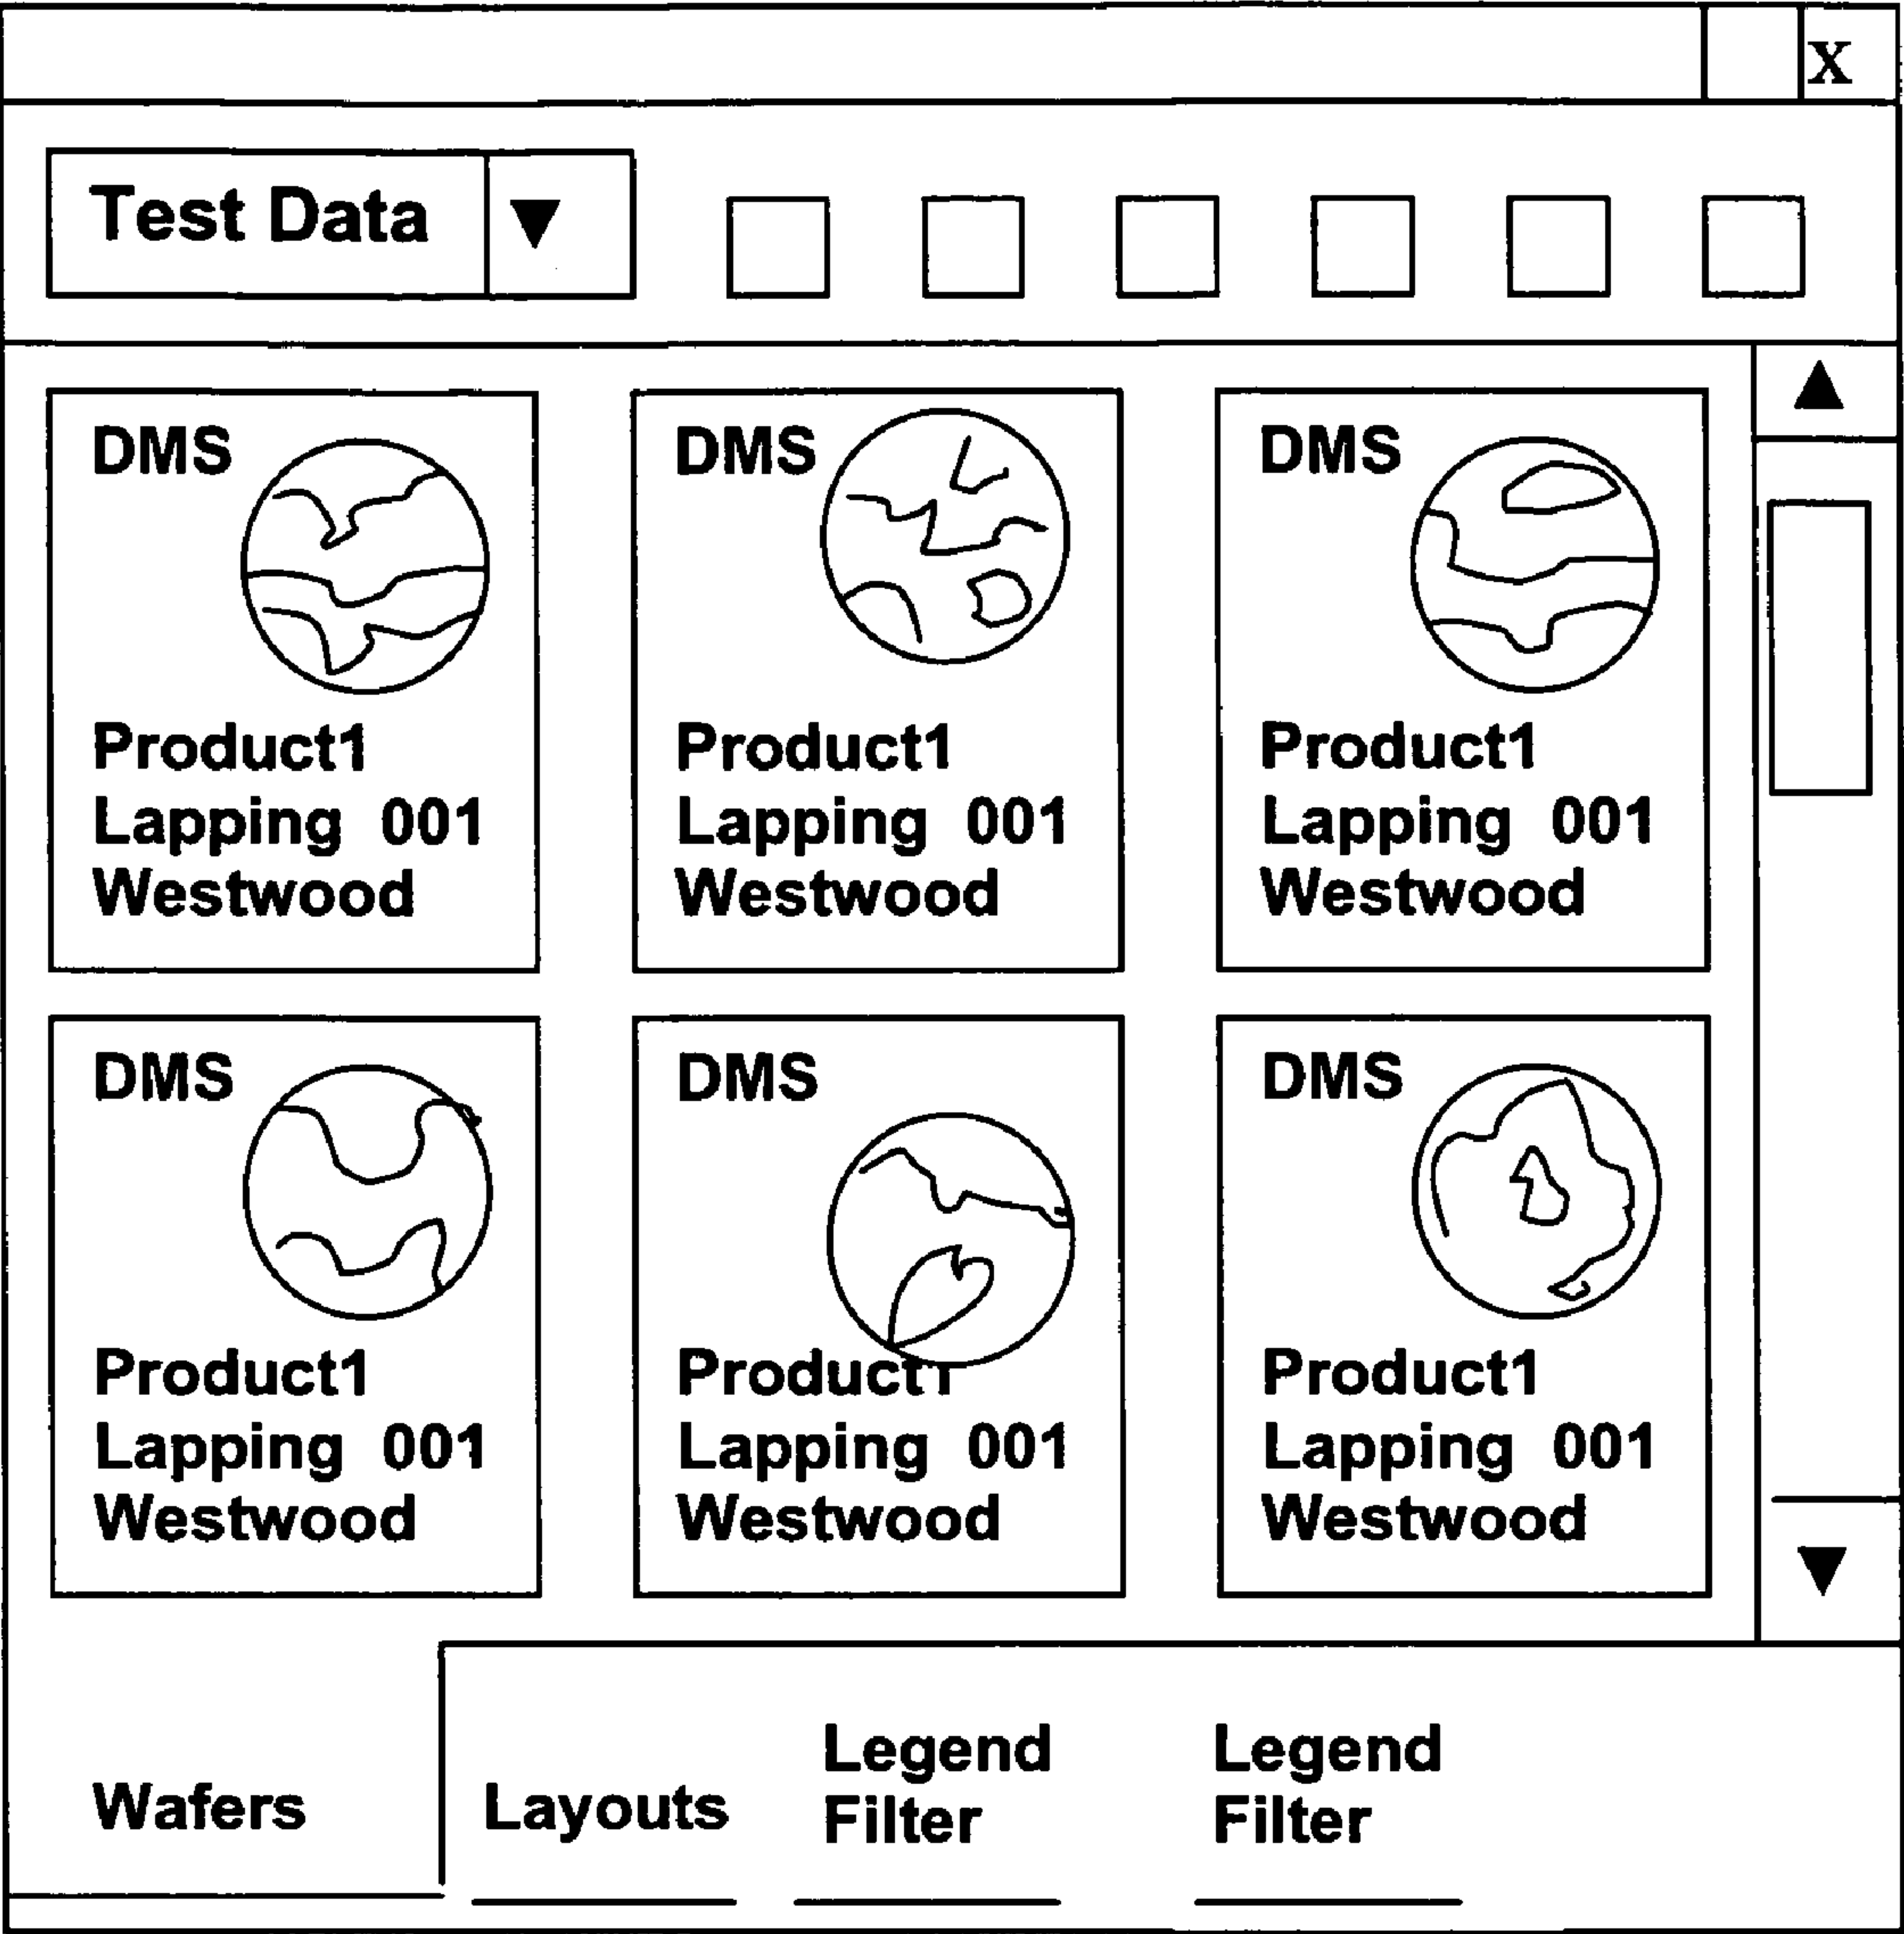 X
Test Data
DMS DMS DMS
Product1 Product1 Product1
Lapping 001 Lapping 001 Lapping 001
Westwood Westwood Westwood
DMS DMS DMS
Product1 Product1 Product1
Lapping 001 Lapping 001 Lapping 001
Westwood Westwood Westwood
Legend Legend
Wafers Layouts Filter Filter